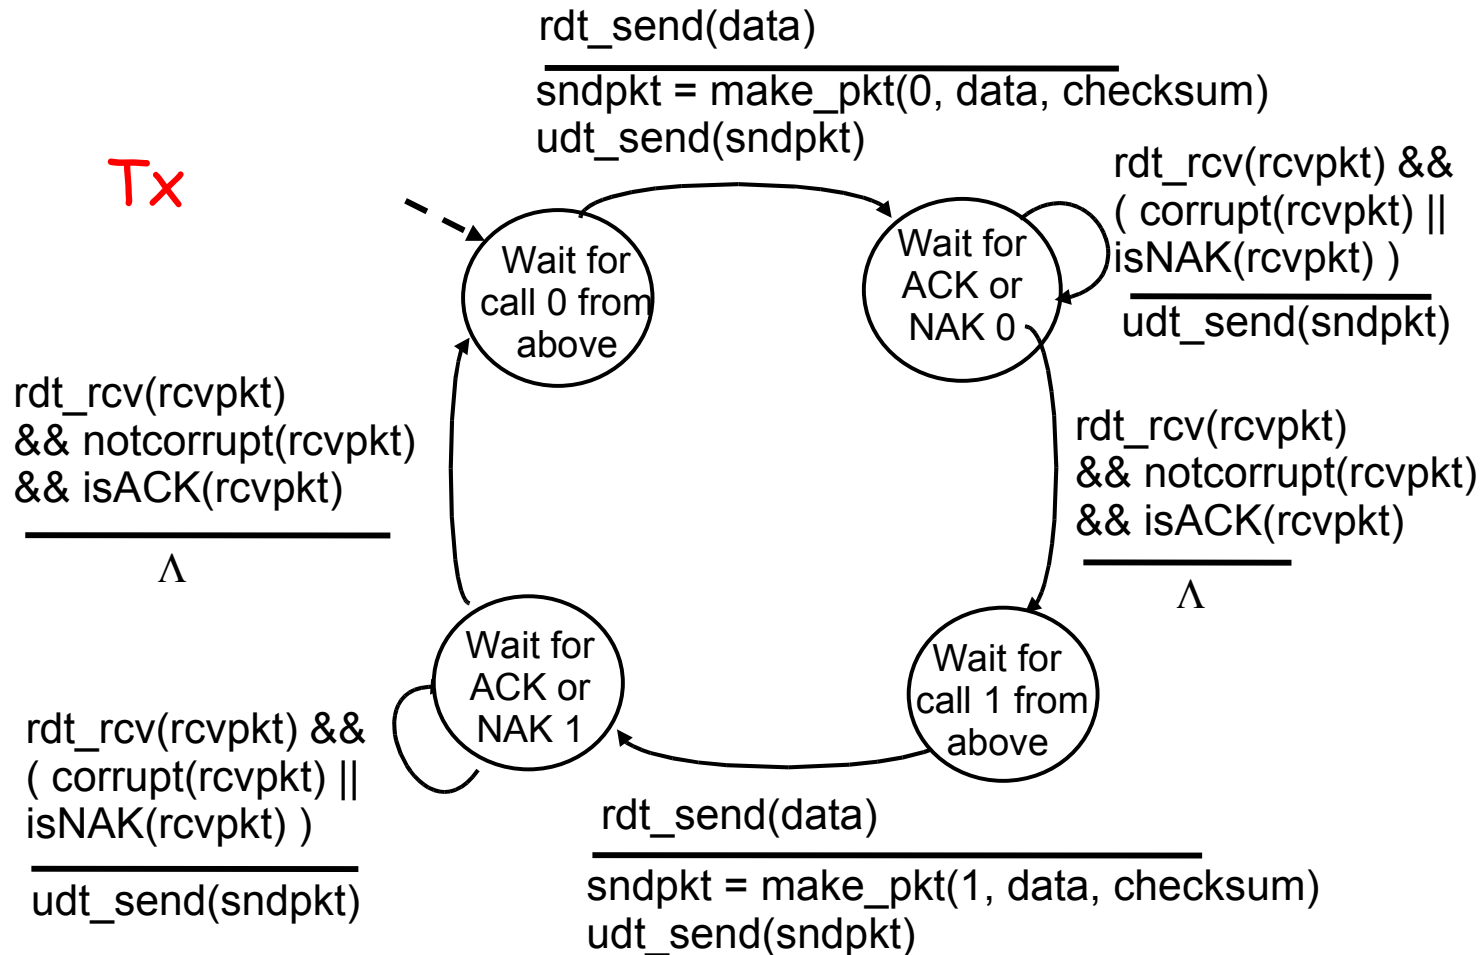 rdt_send(data)
sndpkt = make_pkt(0, data, checksum)
udt_send(sndpkt)
Tx
rdt_rcv(rcvpkt) &&
( corrupt(rcvpkt) ||
isNAK(rcvpkt) )
udt_send(sndpkt)
Wait for
call 0 from
above
Wait for
ACK or
NAK 0
rdt_rcv(rcvpkt)
&& notcorrupt(rcvpkt)
&& isACK(rcvpkt)
Λ
rdt_rcv(rcvpkt)
&& notcorrupt(rcvpkt)
&& isACK(rcvpkt)
Λ
Wait for
ACK or
NAK 1
Wait for
call 1 from
above
rdt_rcv(rcvpkt) &&
( corrupt(rcvpkt) ||
isNAK(rcvpkt) )
udt_send(sndpkt)
rdt_send(data)
sndpkt = make_pkt(1, data, checksum)
udt_send(sndpkt)